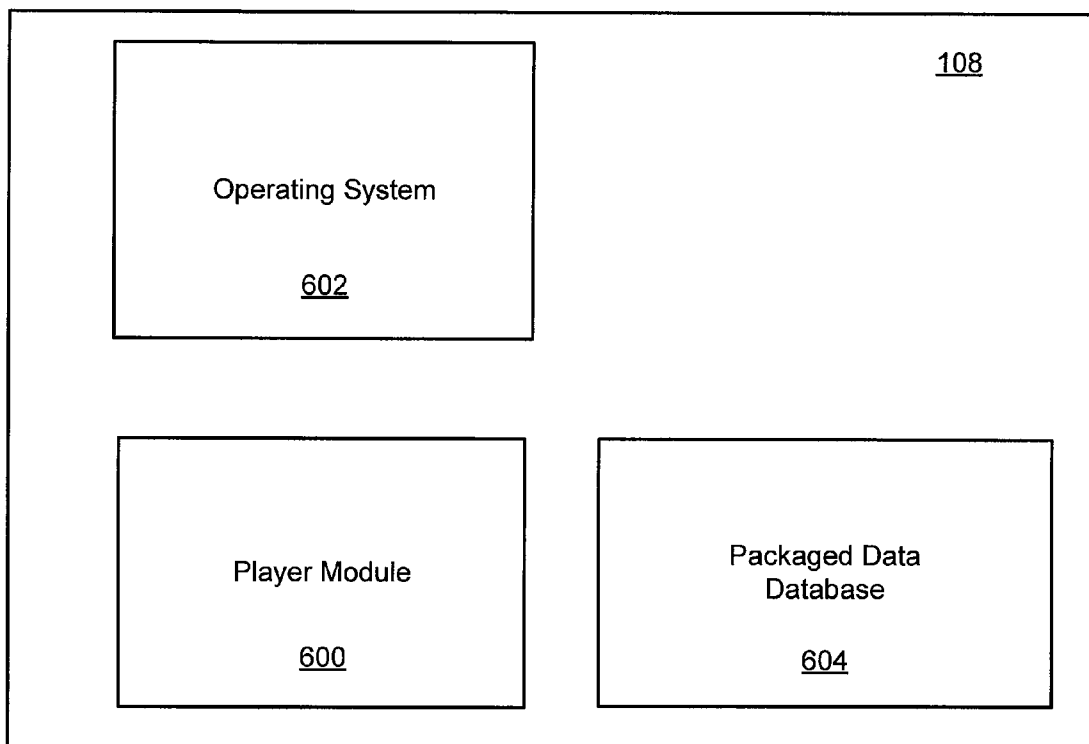 108
Operating System
602
Player Module
600
Packaged Data
Database
604